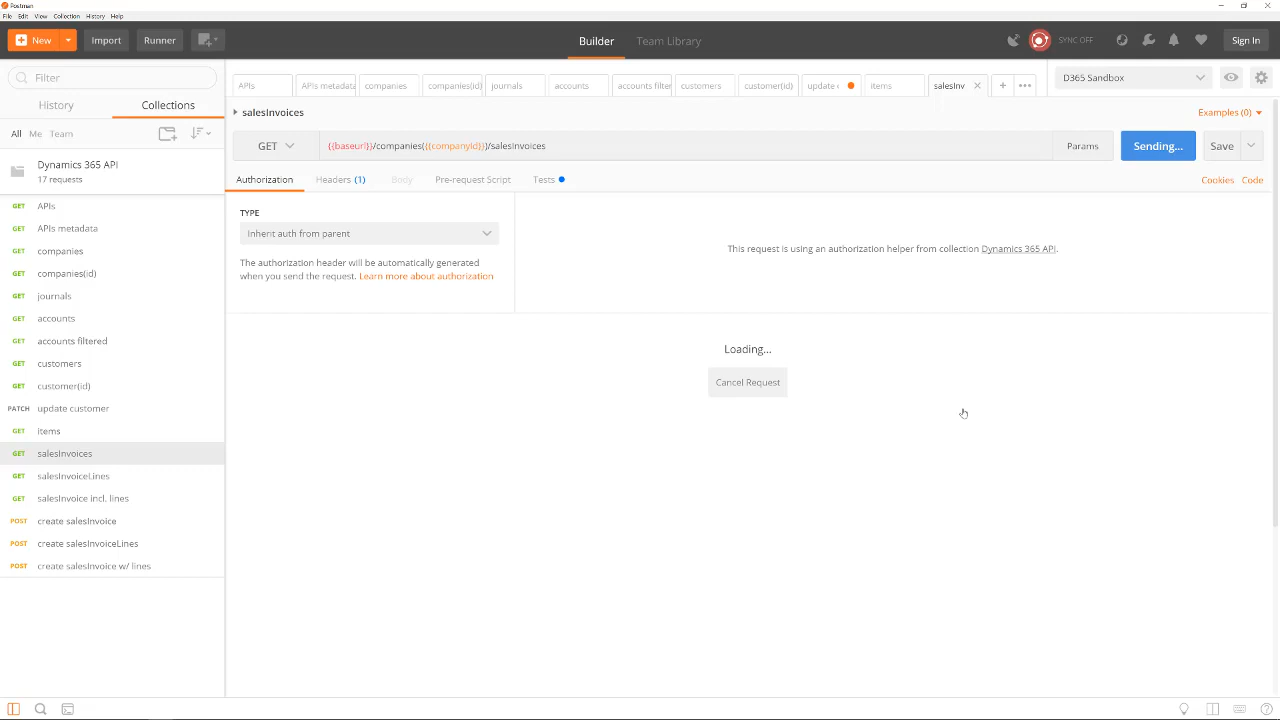 Postman
File Edit View Collection History Help
New Import Runner Builder Team Library SYNC OFF Sign In
Filter
History Collections
All Me Team
Dynamics 365 API
17 requests
GET APIs
GET APIs metadata
GET companies
GET companies(id)
GET journals
GET accounts
GET accounts filtered
GET customers
GET customer(id)
PATCH update customer
GET items
GET salesInvoices
GET salesInvoiceLines
GET salesInvoice incl. lines
POST create salesInvoice
POST create salesInvoiceLines
POST create salesInvoice w/ lines
APIs APIs metadata companies companies(id) journals accounts accounts filter customers customer(id) update items salesInv D365 Sandbox
salesInvoices Examples (0)
GET {{baseurl}}/companies({{companyid}})/salesInvoices Params Sending... Save
Authorization Headers (1) Body Pre-request Script Tests Cookies Code
TYPE
Inherit auth from parent
The authorization header will be automatically generated
when you send the request. Learn more about authorization
This request is using an authorization helper from collection Dynamics 365 API.
Loading...
Cancel Request